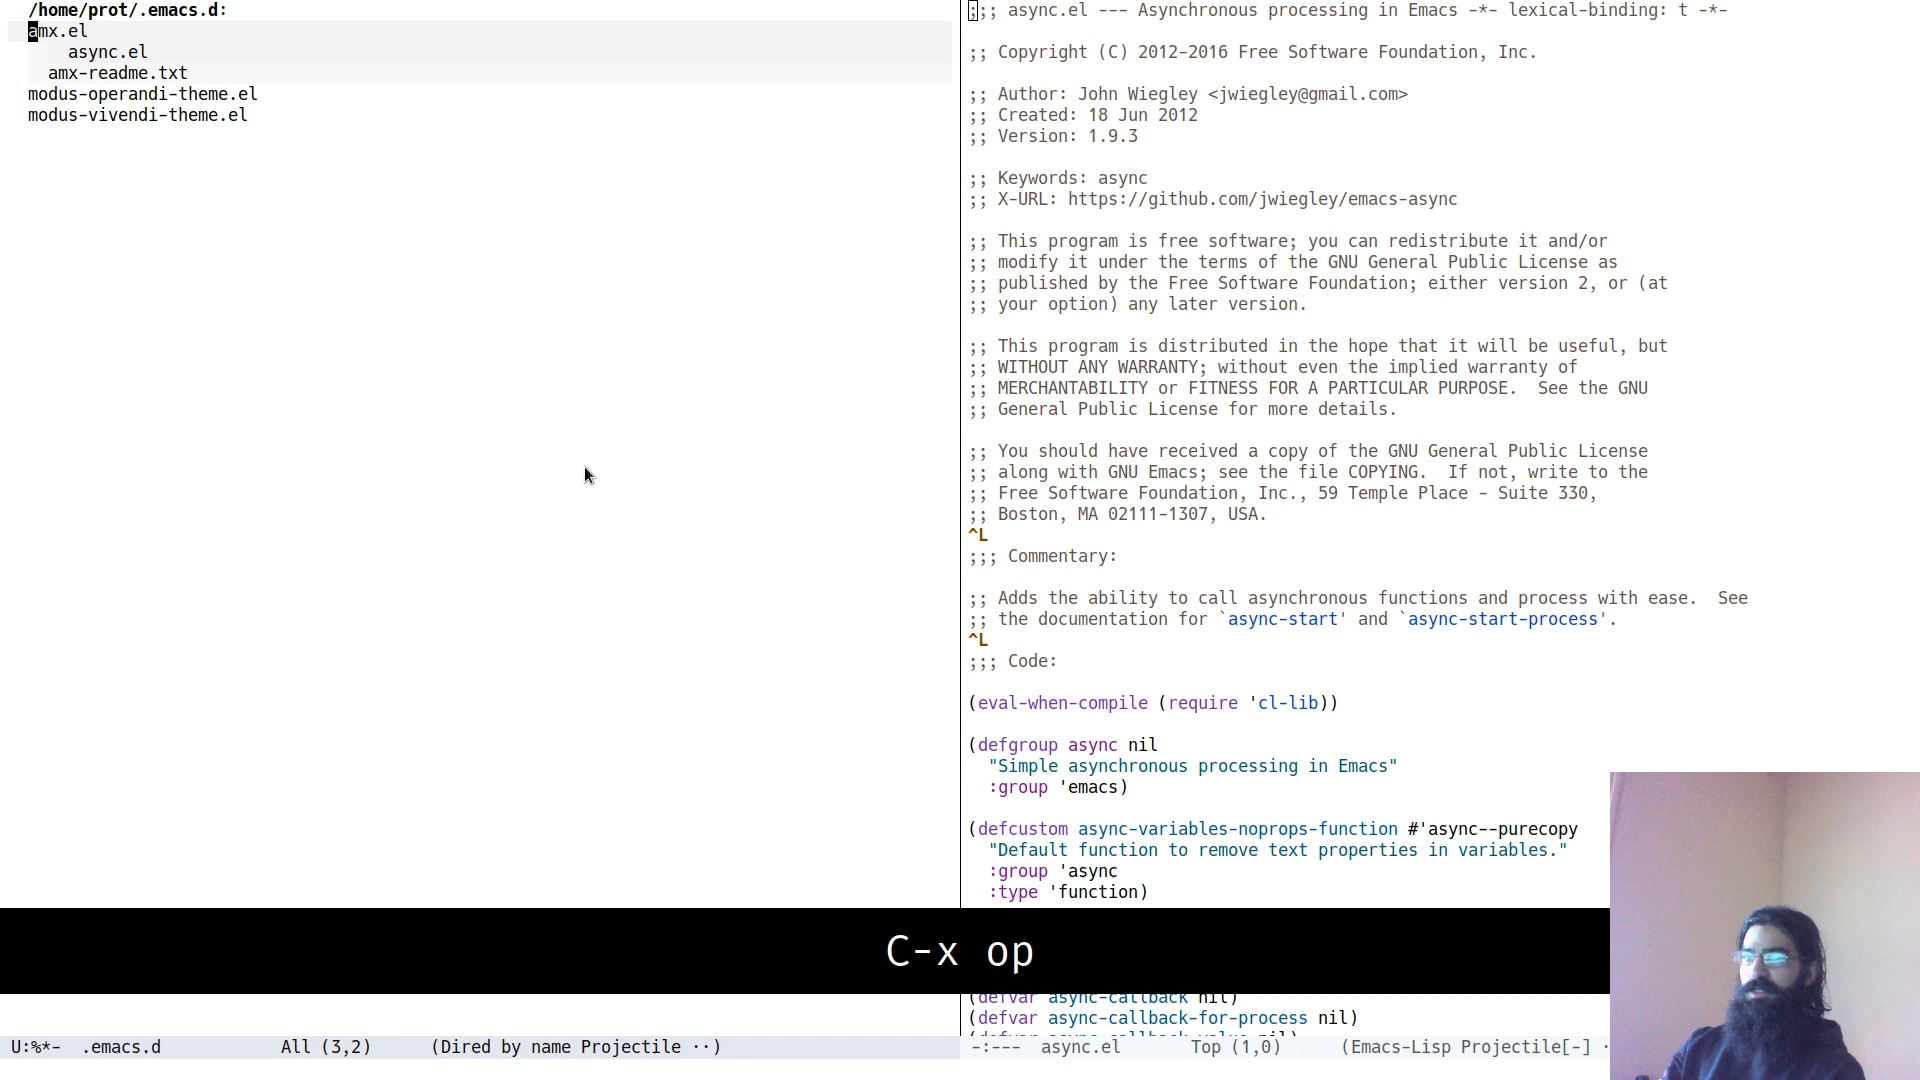 /home/prot/.emacs.d:
amx.el
async.el
amx-readme.txt
modus-operandi-theme.el
modus-vivendi-theme.el
U:%*-  .emacs.d            All (3,2)      (Dired by name Projectile ··)
;;; async.el --- Asynchronous processing in Emacs -*- lexical-binding: t -*-
;; Copyright (C) 2012-2016 Free Software Foundation, Inc.
;; Author: John Wiegley <jwiegley@gmail.com>
;; Created: 18 Jun 2012
;; Version: 1.9.3
;; Keywords: async
;; X-URL: https://github.com/jwiegley/emacs-async
;; This program is free software; you can redistribute it and/or
;; modify it under the terms of the GNU General Public License as
;; published by the Free Software Foundation; either version 2, or (at
;; your option) any later version.
;; This program is distributed in the hope that it will be useful, but
;; WITHOUT ANY WARRANTY; without even the implied warranty of
;; MERCHANTABILITY or FITNESS FOR A PARTICULAR PURPOSE.  See the GNU
;; General Public License for more details.
;; You should have received a copy of the GNU General Public License
;; along with GNU Emacs; see the file COPYING.  If not, write to the
;; Free Software Foundation, Inc., 59 Temple Place - Suite 330,
;; Boston, MA 02111-1307, USA.
^L
;;; Commentary:
;; Adds the ability to call asynchronous functions and process with ease.  See
;; the documentation for `async-start' and `async-start-process'.
^L
;;; Code:
(eval-when-compile (require 'cl-lib))
(defgroup async nil
"Simple asynchronous processing in Emacs"
:group 'emacs)
(defcustom async-variables-noprops-function #'async--purecopy
"Default function to remove text properties in variables."
:group 'async
:type 'function)
C-x op
(defvar async-callback nil)
(defvar async-callback-for-process nil)
-:---  async.el       Top (1,0)      (Emacs-Lisp Projectile[-] ·